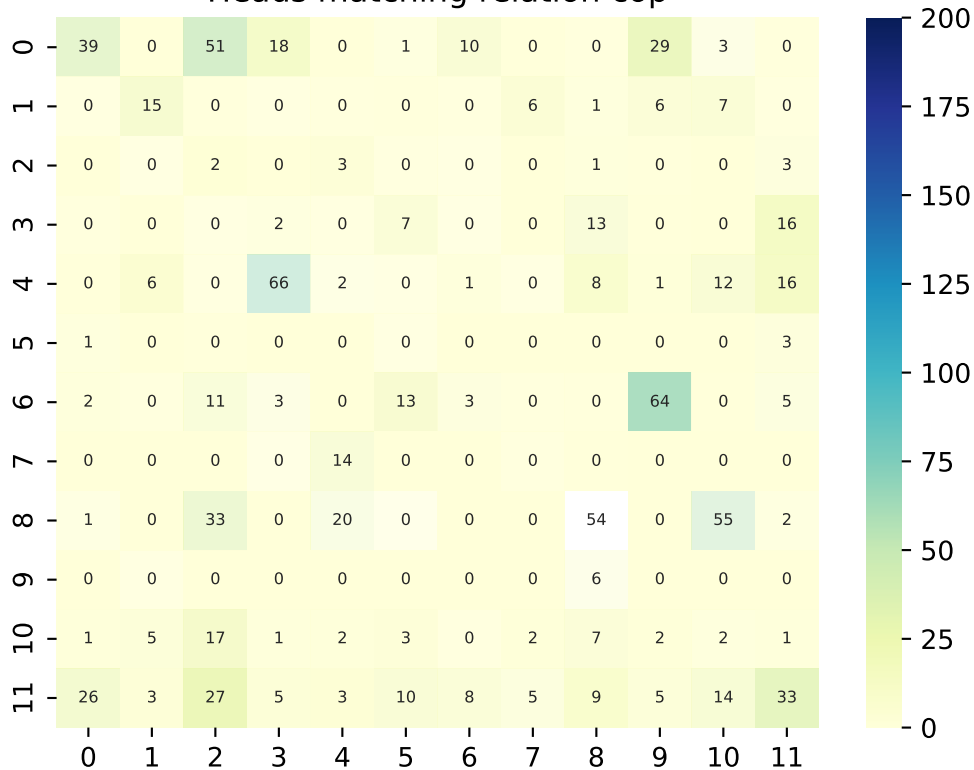 Heads matching relation cop
0 39 0 51 18 0 1 10 0 0 29 3 0
1 0 15 0 0 0 0 0 6 1 6 7 0
2 0 0 2 0 3 0 0 0 1 0 0 3
3 0 0 0 2 0 7 0 0 13 0 0 16
4 0 6 0 66 2 0 1 0 8 1 12 16
5 1 0 0 0 0 0 0 0 0 0 0 3
6 2 0 11 3 0 13 3 0 0 64 0 5
7 0 0 0 0 14 0 0 0 0 0 0 0
8 1 0 33 0 20 0 0 0 54 0 55 2
9 0 0 0 0 0 0 0 0 6 0 0 0
10 1 5 17 1 2 3 0 2 7 2 2 1
11 26 3 27 5 3 10 8 5 9 5 14 33
0 1 2 3 4 5 6 7 8 9 10 11
200
175
150
125
100
75
50
25
0